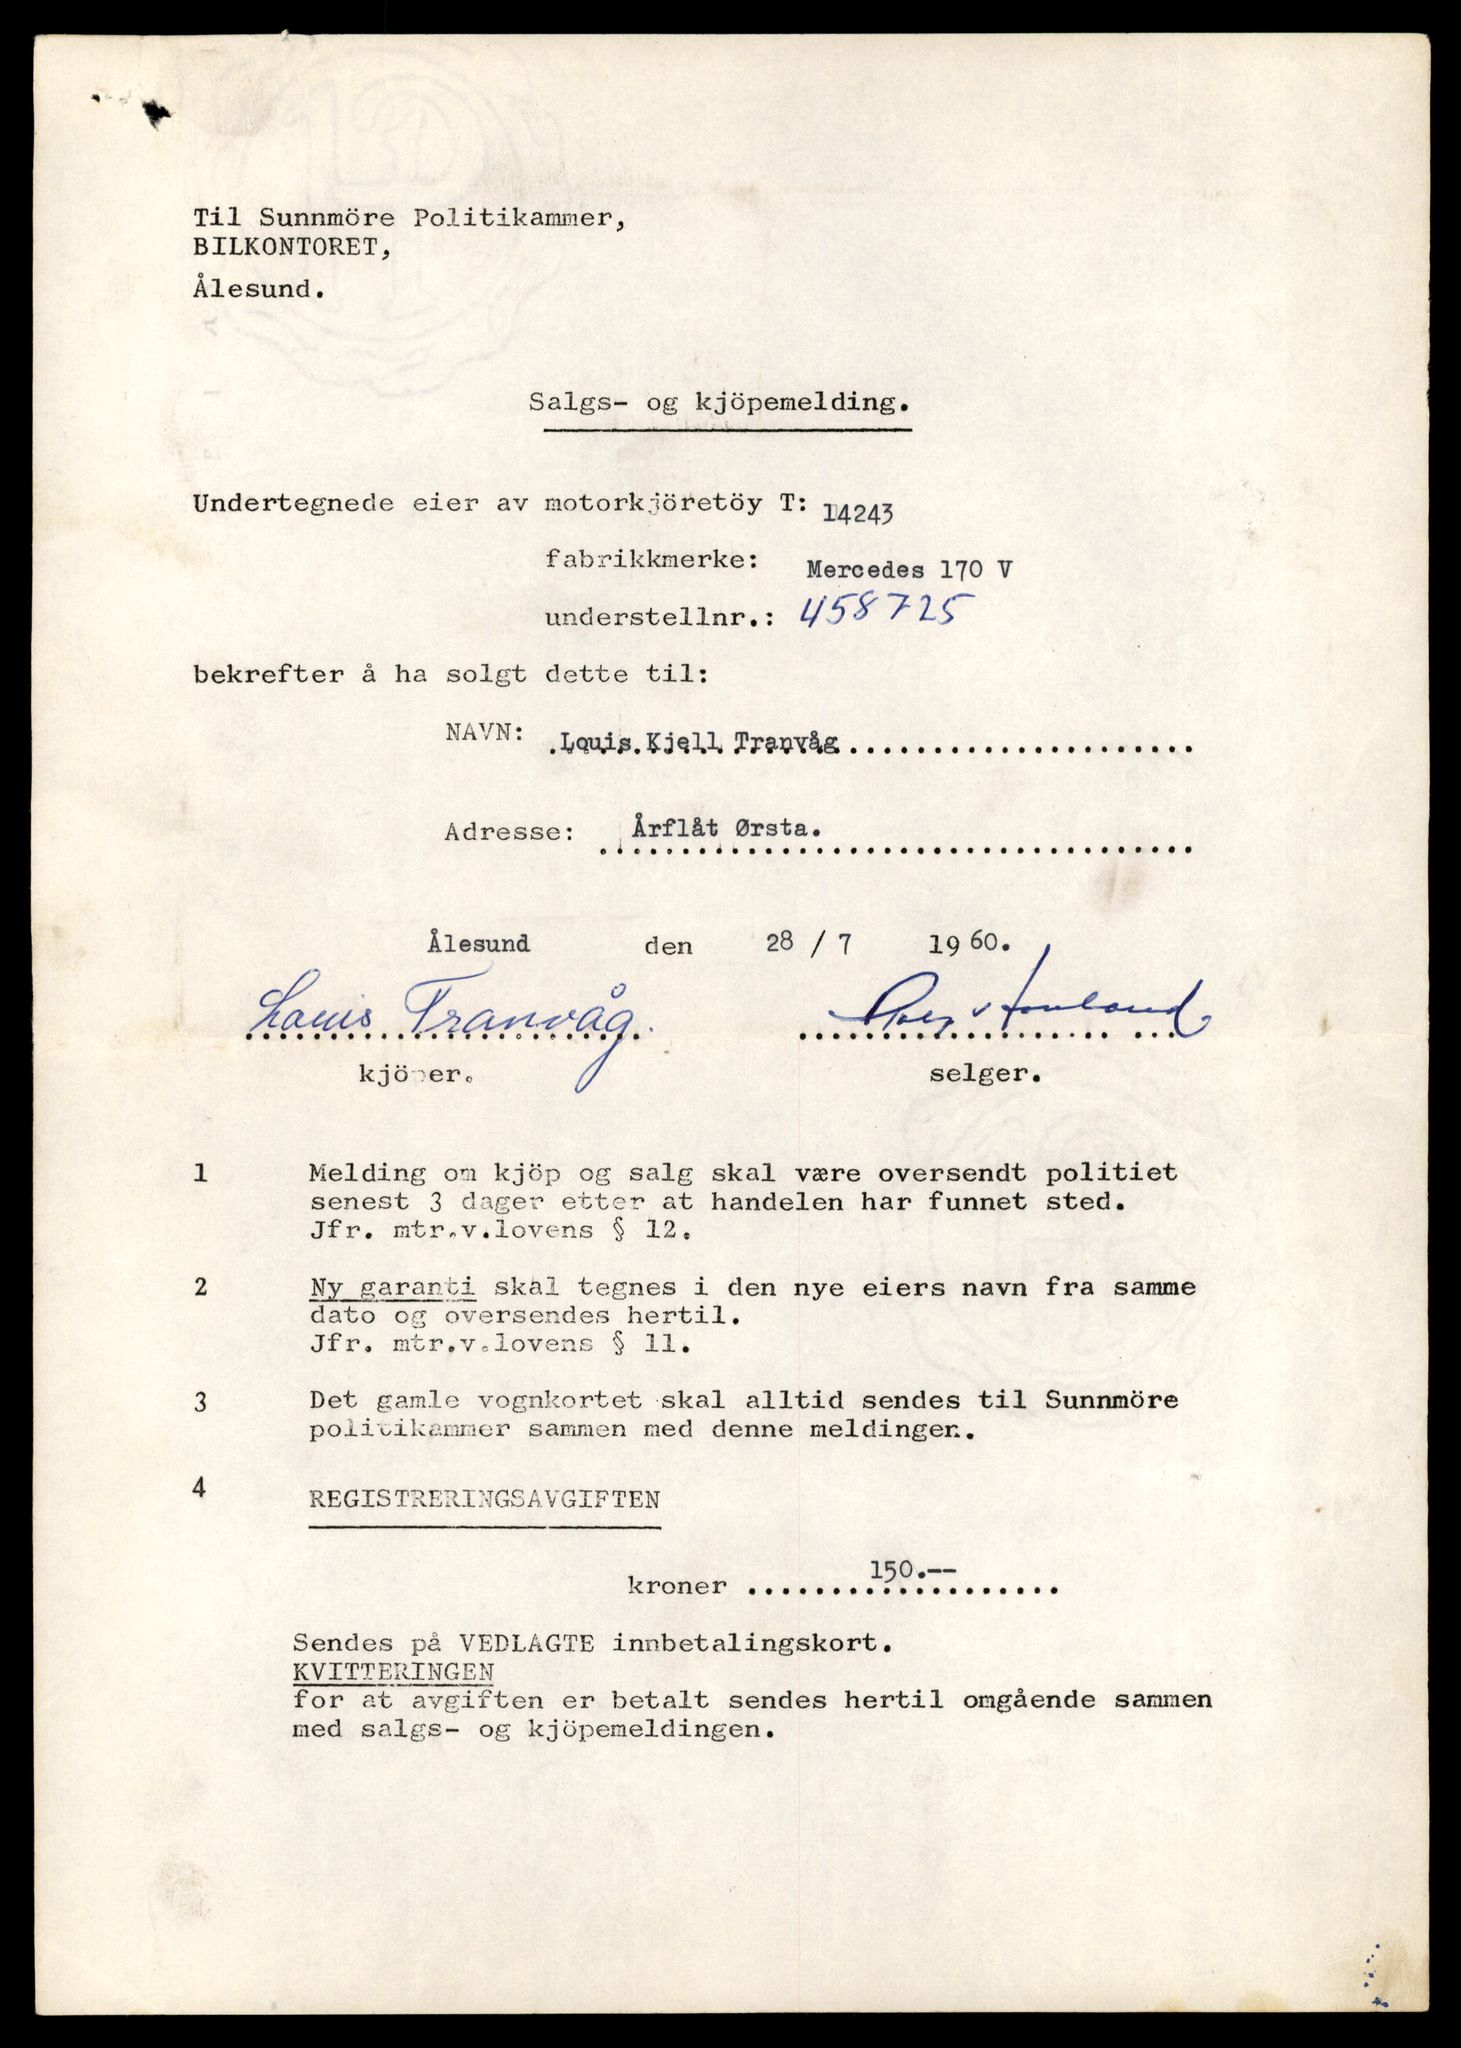 Til Sunnmöre Politikammer,
BILKONTORET,
Ålesund.
Salgs- og kjöpemelding.
Undertegnede eier av motorkjöretöy T: 14243
fabrikkmerke: Mercedes 170 V
understellnr.: 458725
bekrefter å ha solgt dette til:
NAVN: Louis Kjell Tranvåg
Adresse: Årflåt Ørsta.
Ålesund den 28 / 7 1960.
Louis Tranvåg.
kjöper. selger.
1 Melding om kjöp og salg skal være oversendt politiet
senest 3 dager etter at handelen har funnet sted.
Jfr. mtr.v.lovens § 12.
2 Ny garanti skal tegnes i den nye eiers navn fra samme
dato og oversendes hertil.
Jfr. mtr.v.lovens § 11.
3 Det gamle vognkortet skal alltid sendes til Sunnmöre
politikammer sammen med denne meldingen.
4 REGISTRERINGSAVGIFTEN
kroner 150.--
Sendes på VEDLAGTE innbetalingskort.
KVITTERINGEN
for at avgiften er betalt sendes hertil omgående sammen
med salgs- og kjöpemeldingen.